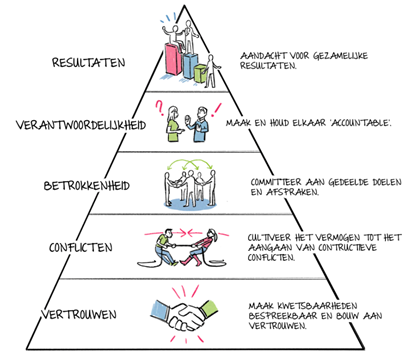 RESULTATEN
AANDACHT VOOR GEZAMELIJKE
RESULTATEN.
?
!
VERANTWOORDELIJKHEID
MAAK EN HOUD ELKAAR 'ACCOUNTABLE'.
BETROKKENHEID
COMMITTEER AAN GEDEELDE DOELEN
EN AFSPRAKEN.
CONFLICTEN
CULTIVEER HET VERMOGEN TOT HET
AANGAAN VAN CONTRUCTIEVE
CONFLICTEN.
VERTROUWEN
MAAK KWETSBAARHEDEN
BESPREEKBAAR EN BOUW AAN
VERTROUWEN.